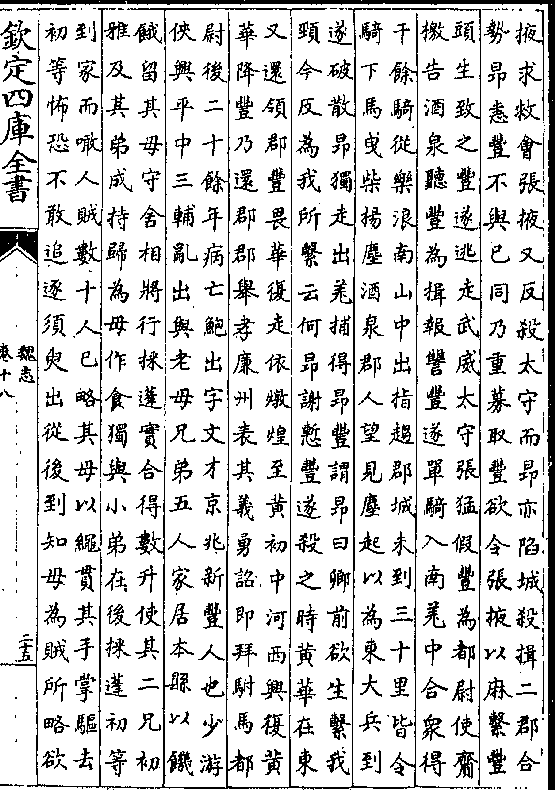 掖求救會張掖又反殺太守而昂亦陷城殺揖二郡合
勢昂恚豐不與已同乃重募取豐欲令張掖以麻繫豐
頭生致之豐遂逃走武威太守張猛假豐為都尉使齎
檄告酒泉聽豐為揖報讐豐遂單騎入南羌中合衆得
千餘騎從樂浪南山中出指趨郡城未到三十里皆令
騎下馬曳柴揚塵酒泉郡人望見塵起以為東大兵到
遂破散昂獨走出羌捕得昂豐謂昂曰卿前欲生繫我
頸今反為我所繫云何昂謝慙豐遂殺之時黃華在東
又還領郡豐畏華復走依燉煌至黃初中河西興復黃
華降豐乃還郡郡舉孝廉州表其義勇詔即拜駙馬都
尉後二十餘年病亡鮑出字文才京兆新豐人也少游
俠興平中三輔亂出與老母兄弟五人家居本縣以饑
餓留其母守舍相將行採蓬實合得數升使其二兄初
雅及其弟成持歸為母作食獨與小弟在後採蓬初等
到家而噉人賊數十人已略其母以繩貫其手掌驅去
初等怖恐不敢追逐須臾出從後到知母為賊所略欲
欽定四庫全書
魏志
卷十八
二十五